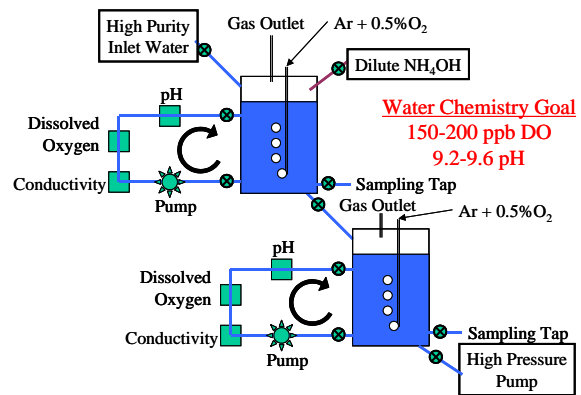 High Purity
Inlet Water
Gas Outlet
Ar + 0.5%O₂
Dilute NH₄OH
pH
Dissolved
Oxygen
Conductivity
Pump
Water Chemistry Goal
150-200 ppb DO
9.2-9.6 pH
Sampling Tap
Gas Outlet
Ar + 0.5%O₂
pH
Dissolved
Oxygen
Conductivity
Pump
Sampling Tap
High Pressure
Pump